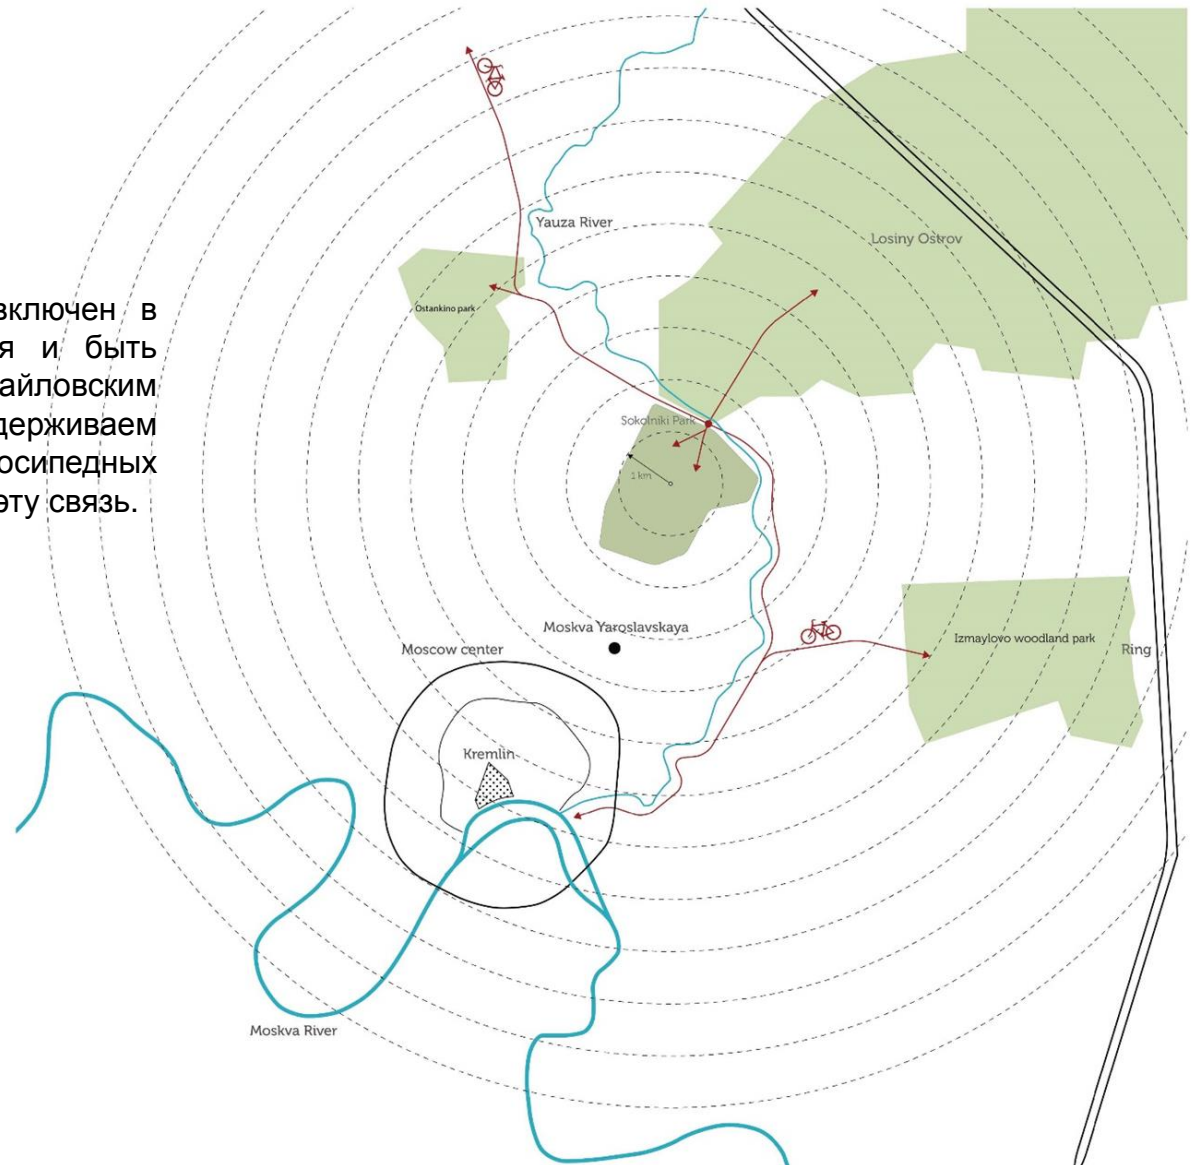 включен в
я и быть
айловским
держиваем
осипедных
эту связь.
Yauza River
Losiny Ostrov
Ostankino park
Sokolniki Park
1 km
Moskva Yaroslavskaya
Izmaylovo woodland park
Ring
Moscow center
Kremlin
Moskva River